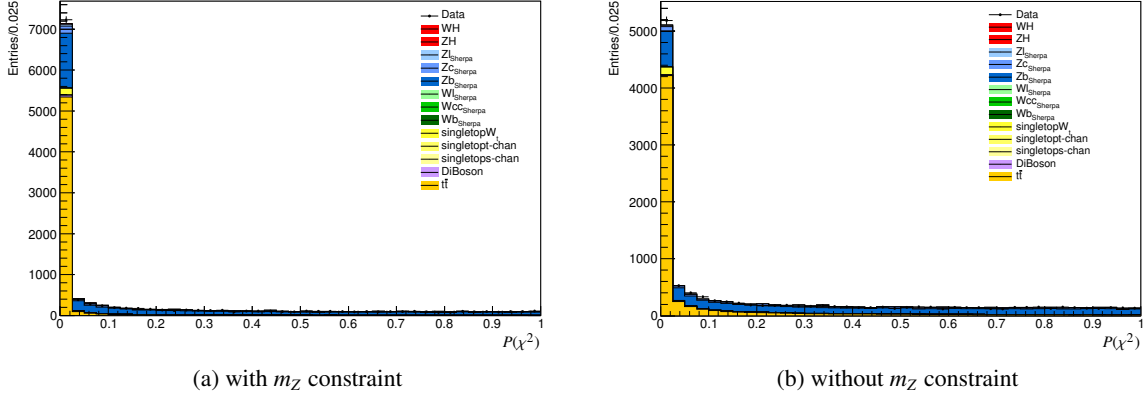 Entries/0.025
7000
6000
5000
4000
3000
2000
1000
0
Data
WH
ZH
Zl_Sherpa
Zc_Sherpa
Zb_Sherpa
Wl_Sherpa
Wcc_Sherpa
Wb_Sherpa
singletopW_t
singletopt-chan
singletops-chan
DiBoson
tt̄
0 0.1 0.2 0.3 0.4 0.5 0.6 0.7 0.8 0.9 1
P(χ²)
(a) with m_Z constraint
Entries/0.025
5000
4000
3000
2000
1000
0
Data
WH
ZH
Zl_Sherpa
Zc_Sherpa
Zb_Sherpa
Wl_Sherpa
Wcc_Sherpa
Wb_Sherpa
singletopW_t
singletopt-chan
singletops-chan
DiBoson
tt̄
0 0.1 0.2 0.3 0.4 0.5 0.6 0.7 0.8 0.9 1
P(χ²)
(b) without m_Z constraint